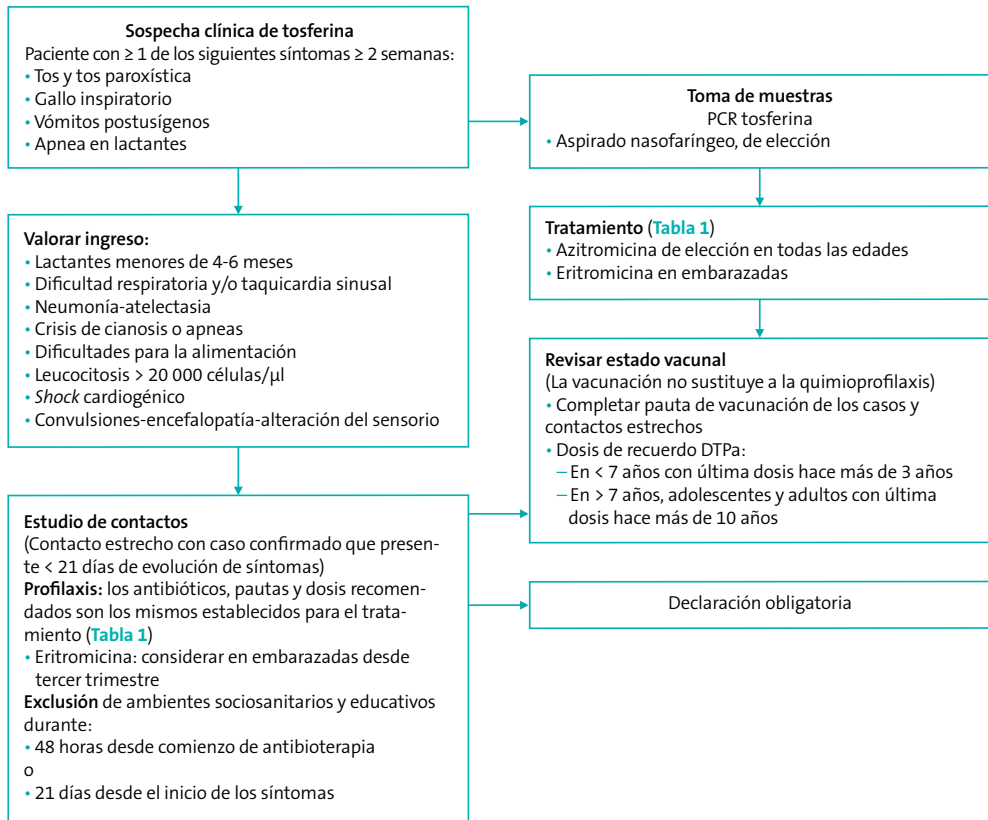 Sospecha clínica de tosferina
Paciente con ≥ 1 de los siguientes síntomas ≥ 2 semanas:
• Tos y tos paroxística
• Gallo inspiratorio
• Vómitos postusígenos
• Apnea en lactantes
Toma de muestras
PCR tosferina
• Aspirado nasofaríngeo, de elección
Valorar ingreso:
• Lactantes menores de 4-6 meses
• Dificultad respiratoria y/o taquicardia sinusal
• Neumonía-atelectasia
• Crisis de cianosis o apneas
• Dificultades para la alimentación
• Leucocitosis > 20 000 células/µl
• Shock cardiogénico
• Convulsiones-encefalopatía-alteración del sensorio
Tratamiento (Tabla 1)
• Azitromicina de elección en todas las edades
• Eritromicina en embarazadas
Revisar estado vacunal
(La vacunación no sustituye a la quimioprofilaxis)
• Completar pauta de vacunación de los casos y
contactos estrechos
• Dosis de recuerdo DTPa:
– En < 7 años con última dosis hace más de 3 años
– En > 7 años, adolescentes y adultos con última
dosis hace más de 10 años
Estudio de contactos
(Contacto estrecho con caso confirmado que presen-
te < 21 días de evolución de síntomas)
Profilaxis: los antibióticos, pautas y dosis recomen-
dados son los mismos establecidos para el trata-
miento (Tabla 1)
• Eritromicina: considerar en embarazadas desde
tercer trimestre
Exclusión de ambientes sociosanitarios y educativos
durante:
• 48 horas desde comienzo de antibioterapia
o
• 21 días desde el inicio de los síntomas
Declaración obligatoria